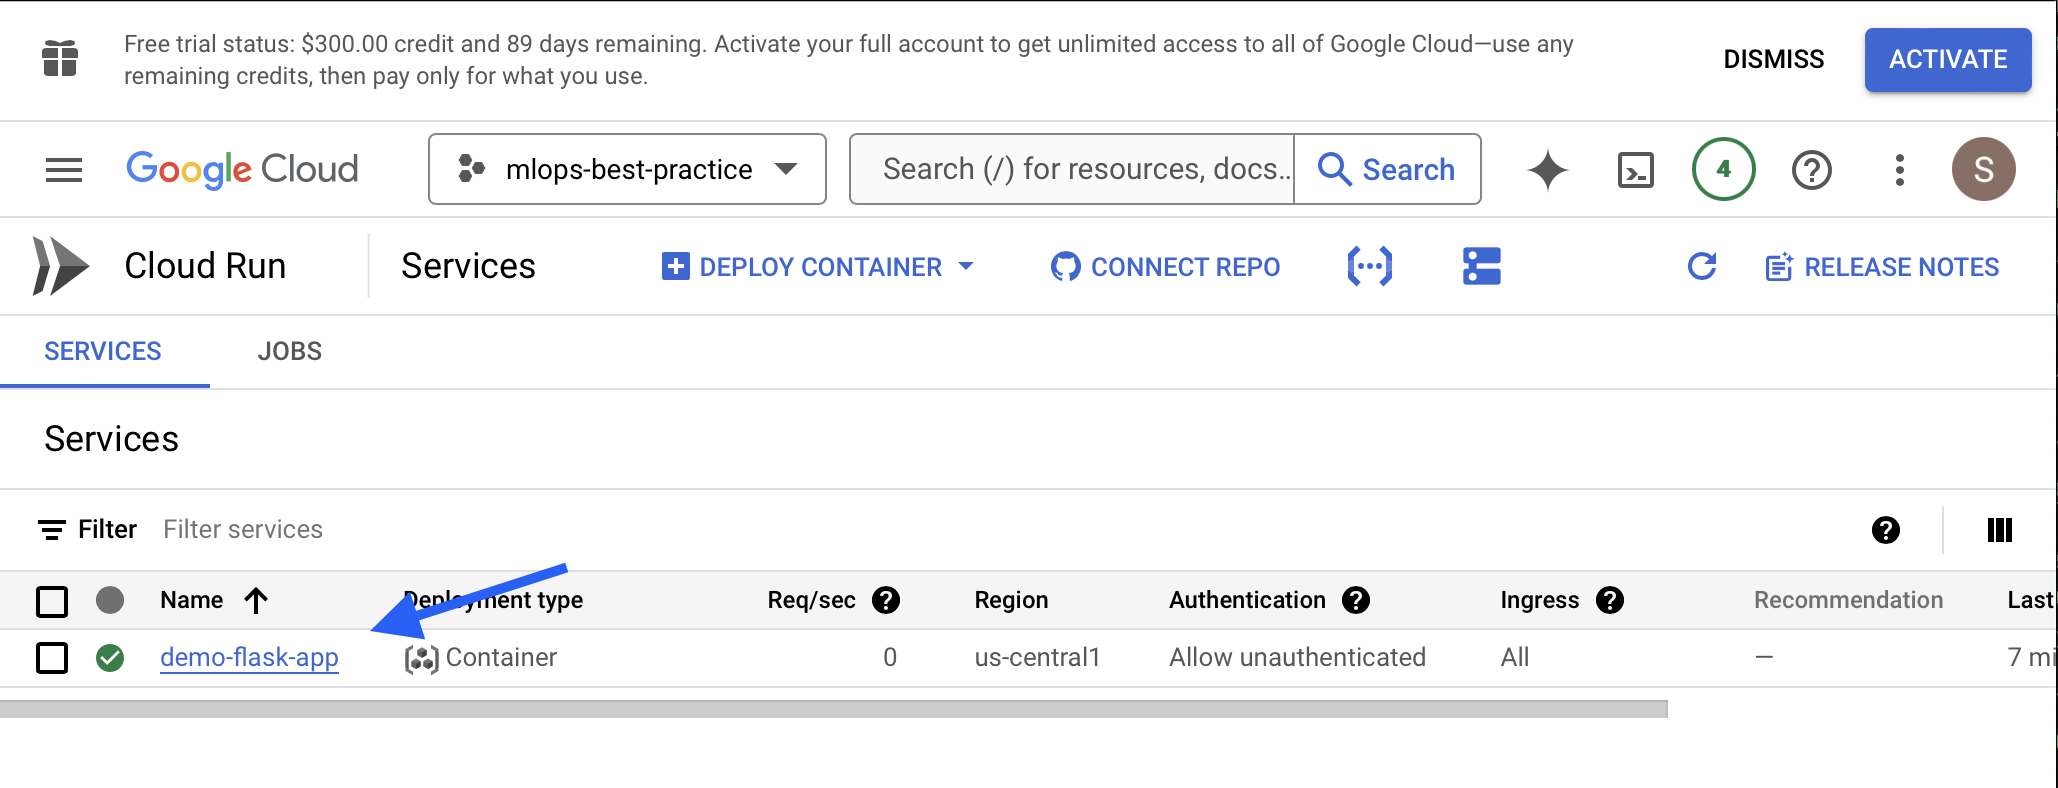 Free trial status: $300.00 credit and 89 days remaining. Activate your full account to get unlimited access to all of Google Cloud—use any
remaining credits, then pay only for what you use.
DISMISS
ACTIVATE
Google Cloud
mlops-best-practice
Search (/) for resources, docs...
Search
4
S
Cloud Run
Services
DEPLOY CONTAINER
CONNECT REPO
RELEASE NOTES
SERVICES
JOBS
Services
Filter
Filter services
Name
Deployment type
Req/sec
Region
Authentication
Ingress
Recommendation
Last
demo-flask-app
Container
0
us-central1
Allow unauthenticated
All
—
7 mi